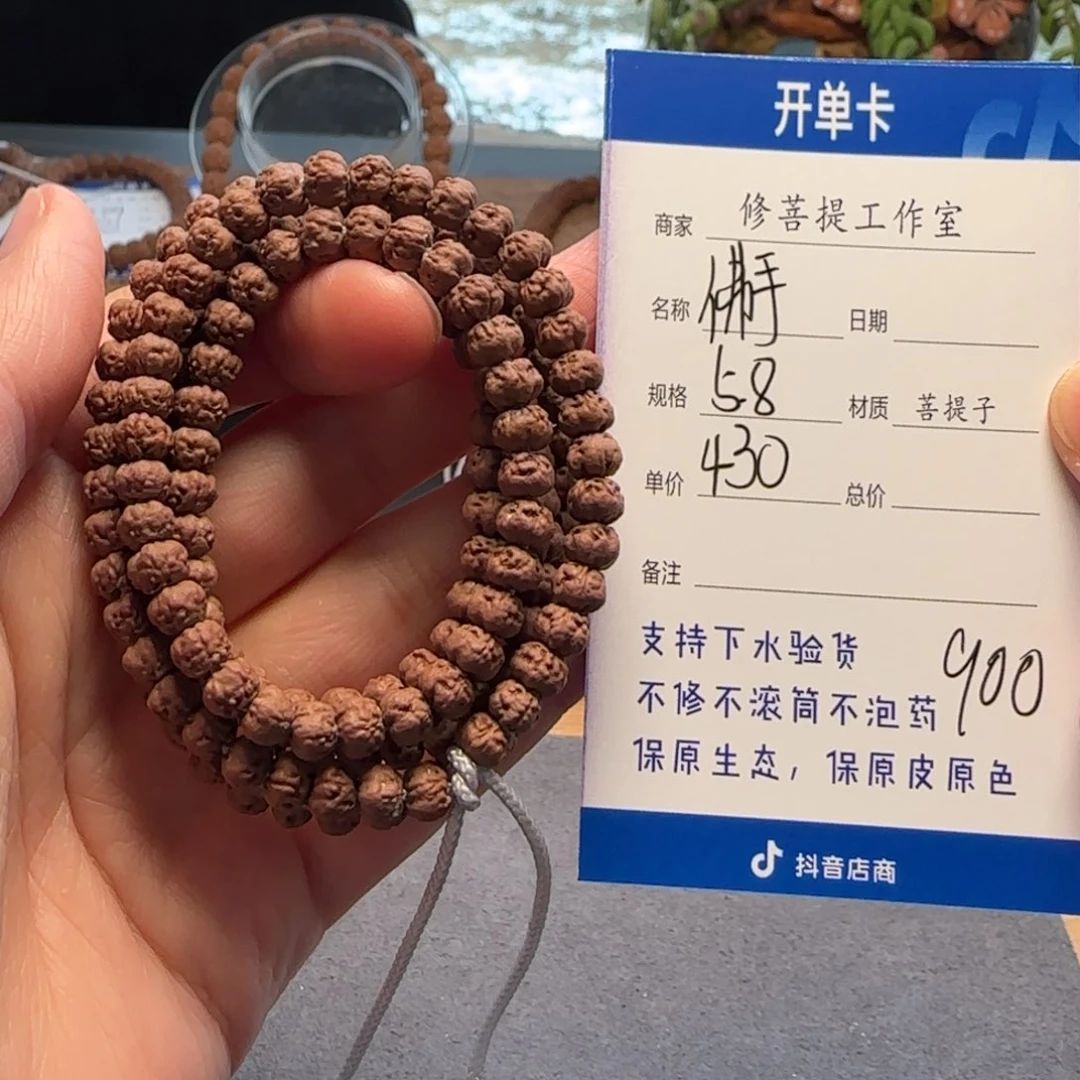 开单卡
商家 修菩提工作室
名称 佛手 日期
规格 58 材质 菩提子
单价 430 总价
备注
支持下水验货
不修不滚筒不泡药
900
保原生态，保原皮原色
抖音店商